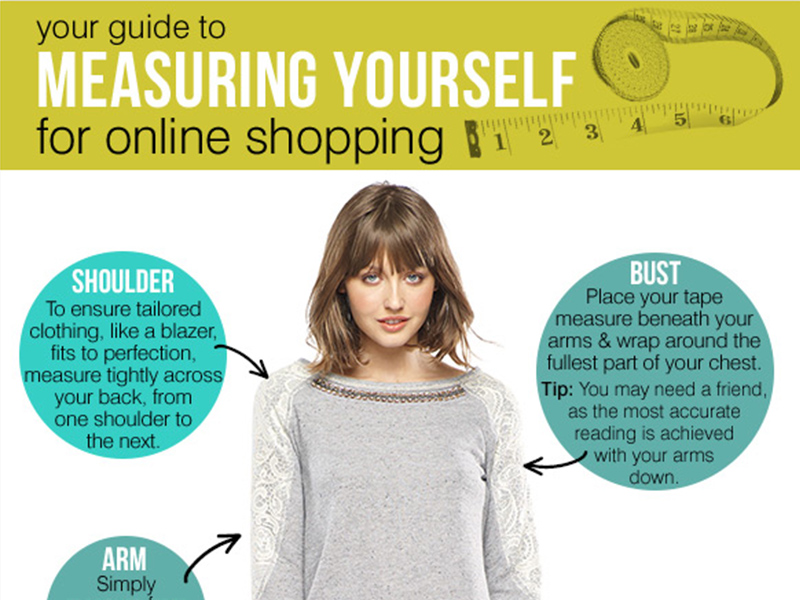 your guide to
MEASURING YOURSELF
for online shopping
1 2 3 4 5 6
SHOULDER
To ensure tailored
clothing, like a blazer,
fits to perfection,
measure tightly across
your back, from
one shoulder to
the next.
BUST
Place your tape
measure beneath your
arms & wrap around the
fullest part of your chest.
Tip: You may need a friend,
as the most accurate
reading is achieved
with your arms
down.
ARM
Simply